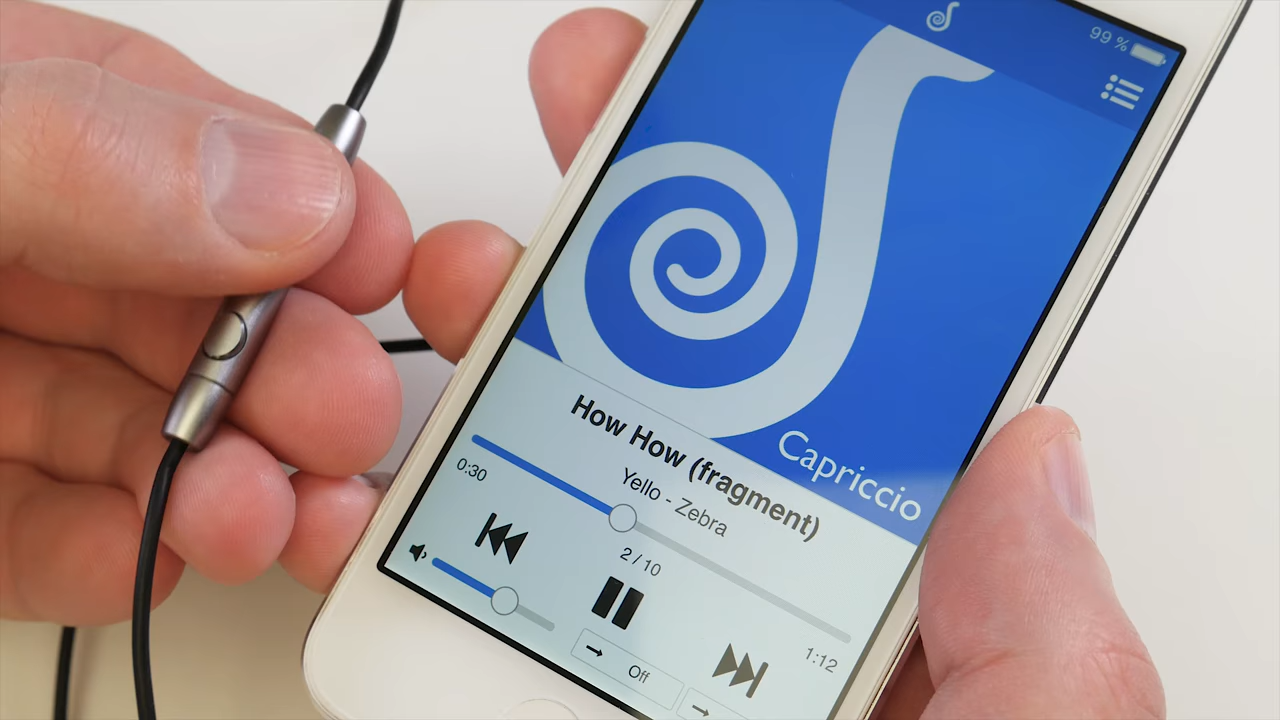 99 %
Capriccio
How How (fragment)
Yello - Zebra
0:30
2 / 10
1:12
Off